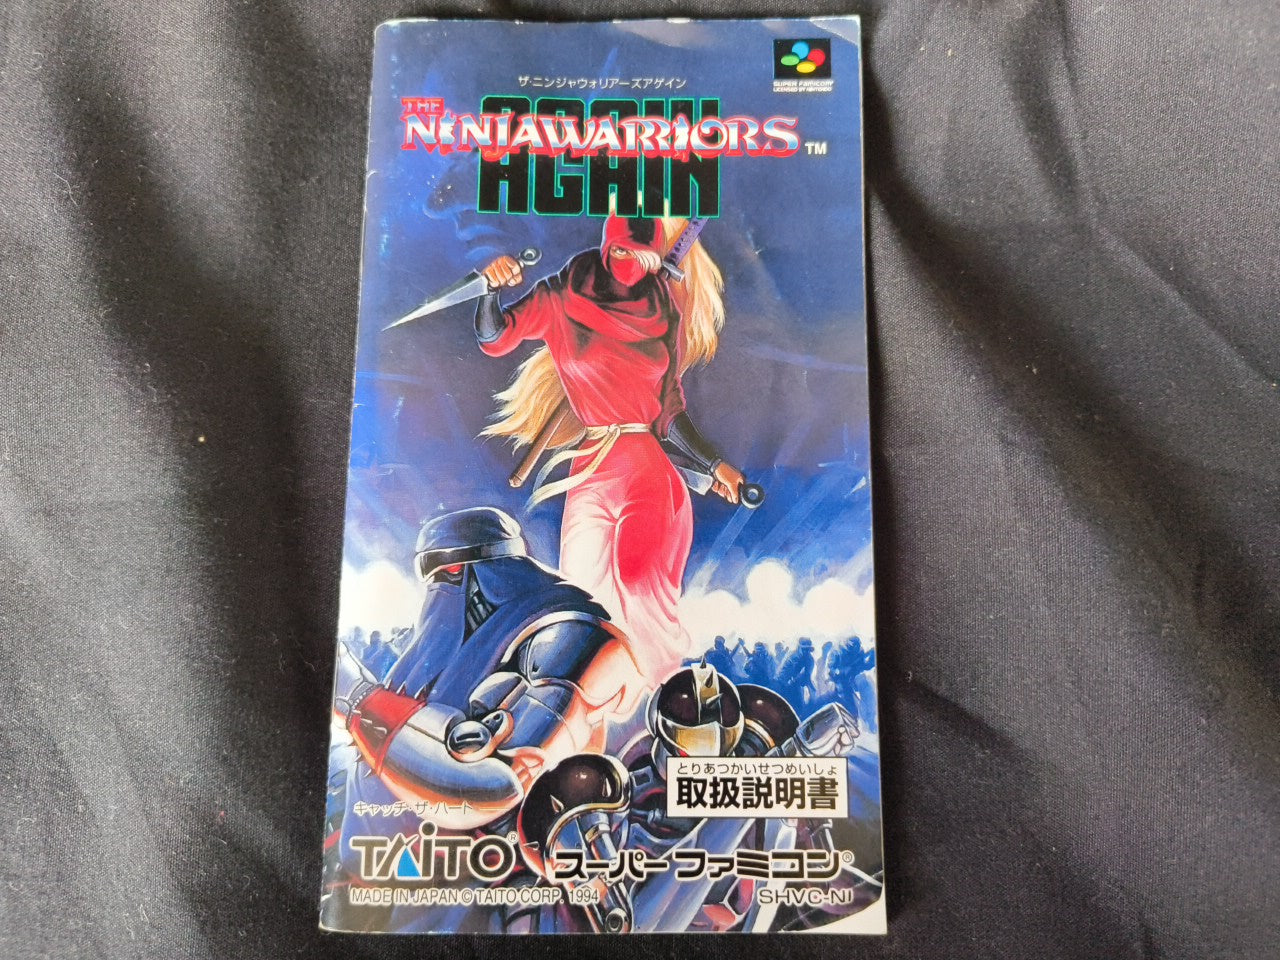 ザ・ニンジャウォリアーズアゲイン
SUPER FAMICOM
LICENSED BY NINTENDO
THE
NINJAWARRIORS TM
AGAIN
AGAIN
とりあつかいせつめいしょ
取扱説明書
キャッチ・ザ・ハート
TAITO®
スーパーファミコン®
MADE IN JAPAN © TAITO CORP. 1994
SHVC-NI